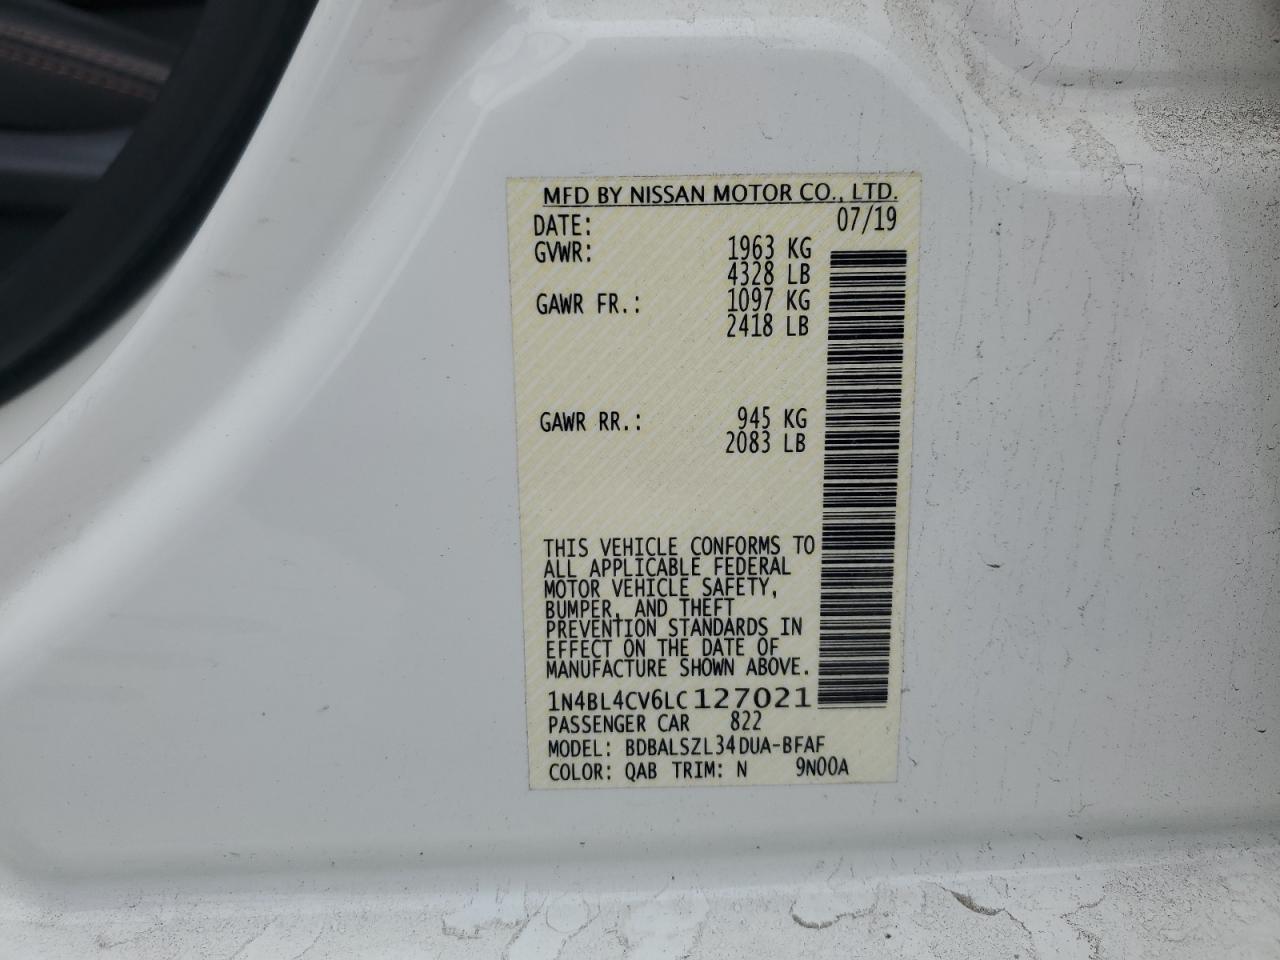 MFD BY NISSAN MOTOR CO., LTD.
DATE: 07/19
GVWR: 1963 KG
4328 LB
GAWR FR.: 1097 KG
2418 LB
GAWR RR.: 945 KG
2083 LB
THIS VEHICLE CONFORMS TO
ALL APPLICABLE FEDERAL
MOTOR VEHICLE SAFETY,
BUMPER, AND THEFT
PREVENTION STANDARDS IN
EFFECT ON THE DATE OF
MANUFACTURE SHOWN ABOVE.
1N4BL4CV6LC127021
PASSENGER CAR 822
MODEL: BDBALSZL34DUA-BFAF
COLOR: QAB TRIM: N 9N00A